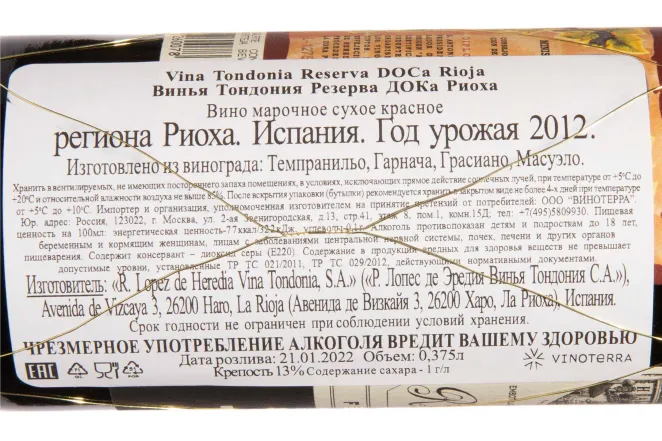 Vina Tondonia Reserva DOCa Rioja
Винья Тондония Резерва ДОКа Риоха
Вино марочное сухое красное
региона Риоха. Испания. Год урожая 2012.
Изготовлено из винограда: Темпранильо, Гарнача, Грасиано, Масуэло.
Хранить в вентилируемых, не имеющих постороннего запаха помещениях, в условиях, исключающих прямое действие солнечных лучей, при температуре от +5°С до
+20°С и относительной влажности воздуха не выше 85%. После вскрытия упаковки (бутылки) рекомендуется хранить в закрытом виде не более 4-х дней при температуре
от +5°С до +10°С. Импортер и организация, уполномоченная изготовителем на принятие претензий от потребителей: ООО "ВИНОТЕРРА".
Юр. адрес: Россия, 123022, г. Москва, ул. 2-ая Звенигородская, д.13, стр.41, этаж 8, пом.1, комн.15Д; тел: +7(495)5809930. Пищевая
ценность на 100мл: энергетическая ценность-77ккал/322кДж, углеводы-0,1г. Алкоголь противопоказан детям и подросткам до 18 лет,
беременным и кормящим женщинам, лицам с заболеваниями центральной нервной системы, почек, печени и других органов
пищеварения. Содержит консервант – диоксид серы (Е220). Содержание в продукции вредных для здоровья веществ не превышает
допустимые уровни, установленные ТР ТС 021/2011, ТР ТС 029/2012, действующими нормативными документами.
Изготовитель: «R. Lopez de Heredia Vina Tondonia, S.A.» («Р. Лопес де Эредия Винья Тондония С.А.»),
Avenida de Vizcaya 3, 26200 Haro, La Rioja (Авенида де Визкайя 3, 26200 Харо, Ла Риоха), Испания.
Срок годности не ограничен при соблюдении условий хранения.
ЧРЕЗМЕРНОЕ УПОТРЕБЛЕНИЕ АЛКОГОЛЯ ВРЕДИТ ВАШЕМУ ЗДОРОВЬЮ
Дата розлива: 21.01.2022 Объем: 0,375л
Крепость 13% Содержание сахара - 1 г/л
EAC
VINOTERRA